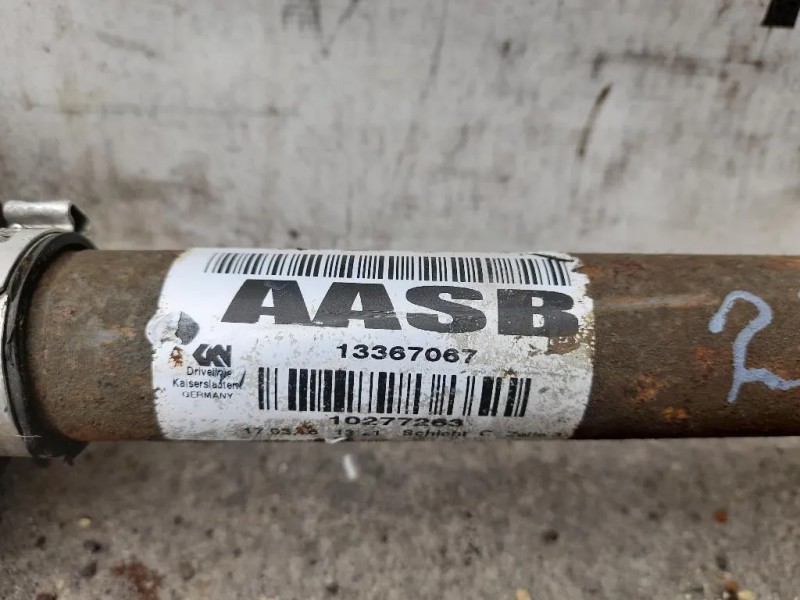 AASB
13367067
GKN
Driveline
Kaiserslautern
GERMANY
10277263
Schicht C